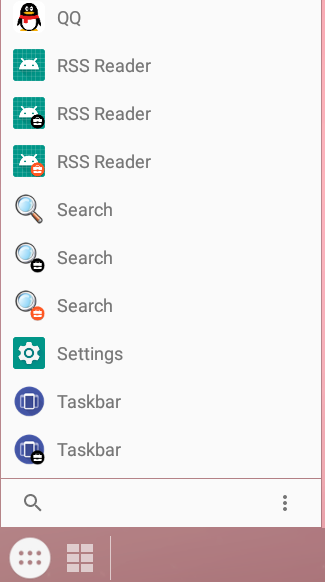 QQ
RSS Reader
RSS Reader
RSS Reader
Search
Search
Search
Settings
Taskbar
Taskbar